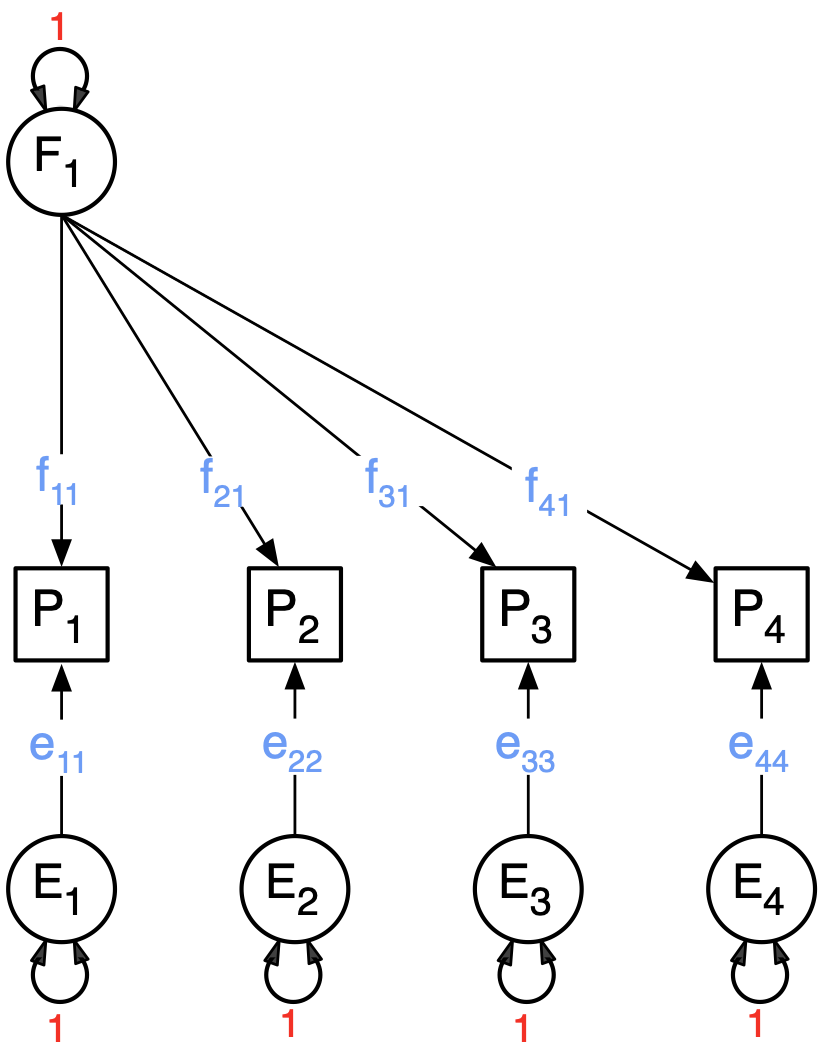 1
F₁
f₁₁ f₂₁ f₃₁ f₄₁
P₁ P₂ P₃ P₄
e₁₁ e₂₂ e₃₃ e₄₄
E₁ E₂ E₃ E₄
1 1 1 1